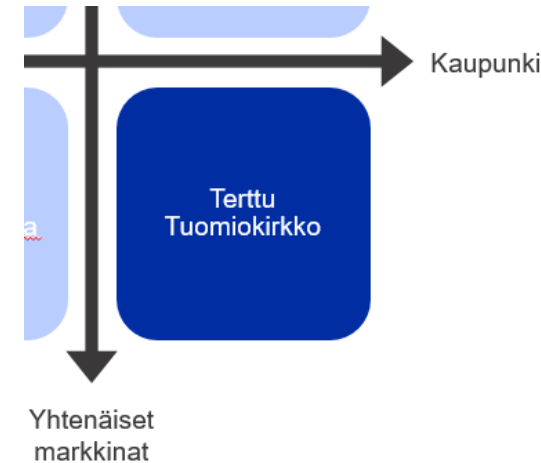 Kaupunki
Terttu
Tuomiokirkko
a
Yhtenäiset
markkinat